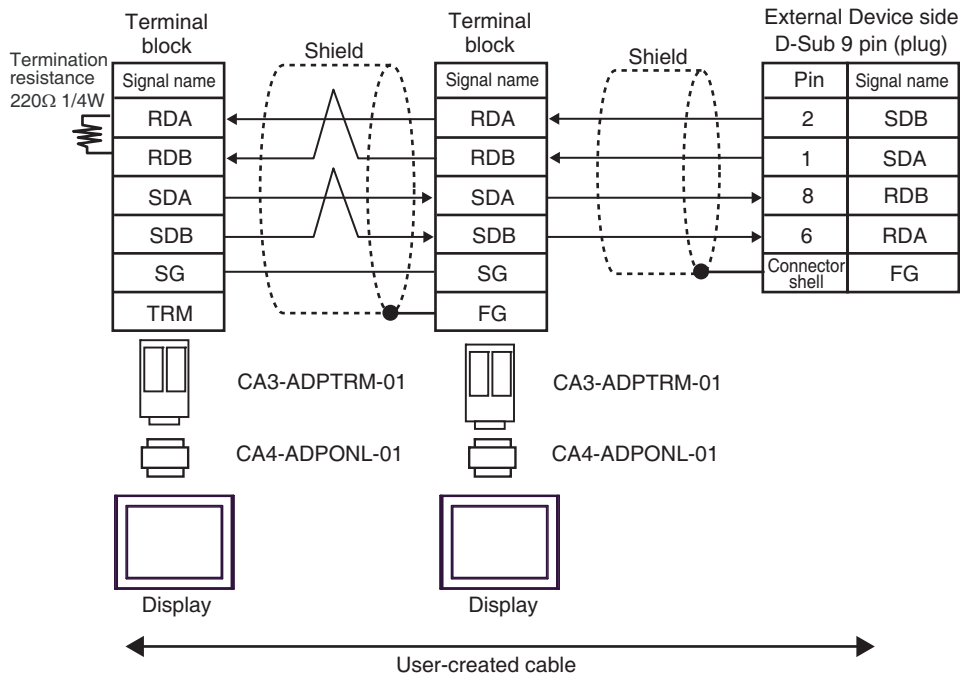 Terminal
block
Terminal
block
External Device side
D-Sub 9 pin (plug)
Termination
resistance
220Ω 1/4W
Shield
Shield
Signal name
Signal name
Pin
Signal name
RDA
RDA
2
SDB
RDB
RDB
1
SDA
SDA
SDA
8
RDB
SDB
SDB
6
RDA
SG
SG
Connector
shell
FG
TRM
FG
CA3-ADPTRM-01
CA3-ADPTRM-01
CA4-ADPONL-01
CA4-ADPONL-01
Display
Display
User-created cable